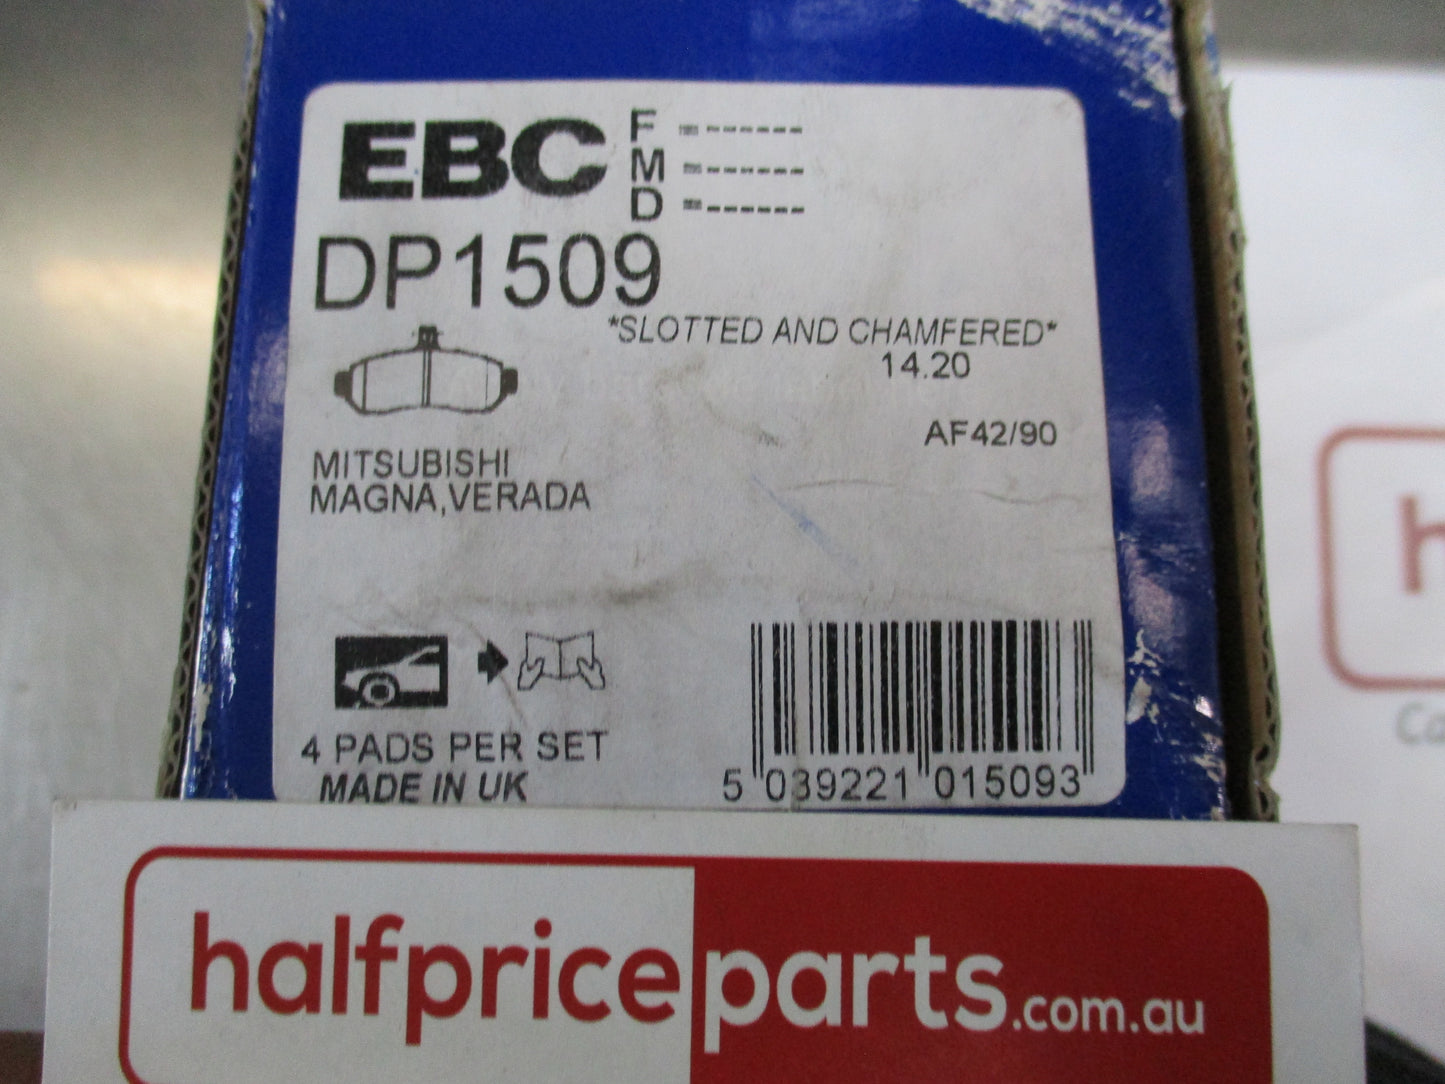 EBC
F
M
D
DP1509
*SLOTTED AND CHAMFERED*
14.20
AF42/90
MITSUBISHI
MAGNA,VERADA
4 PADS PER SET
MADE IN UK
5 039221 015093
halfpriceparts.com.au
h
Ca